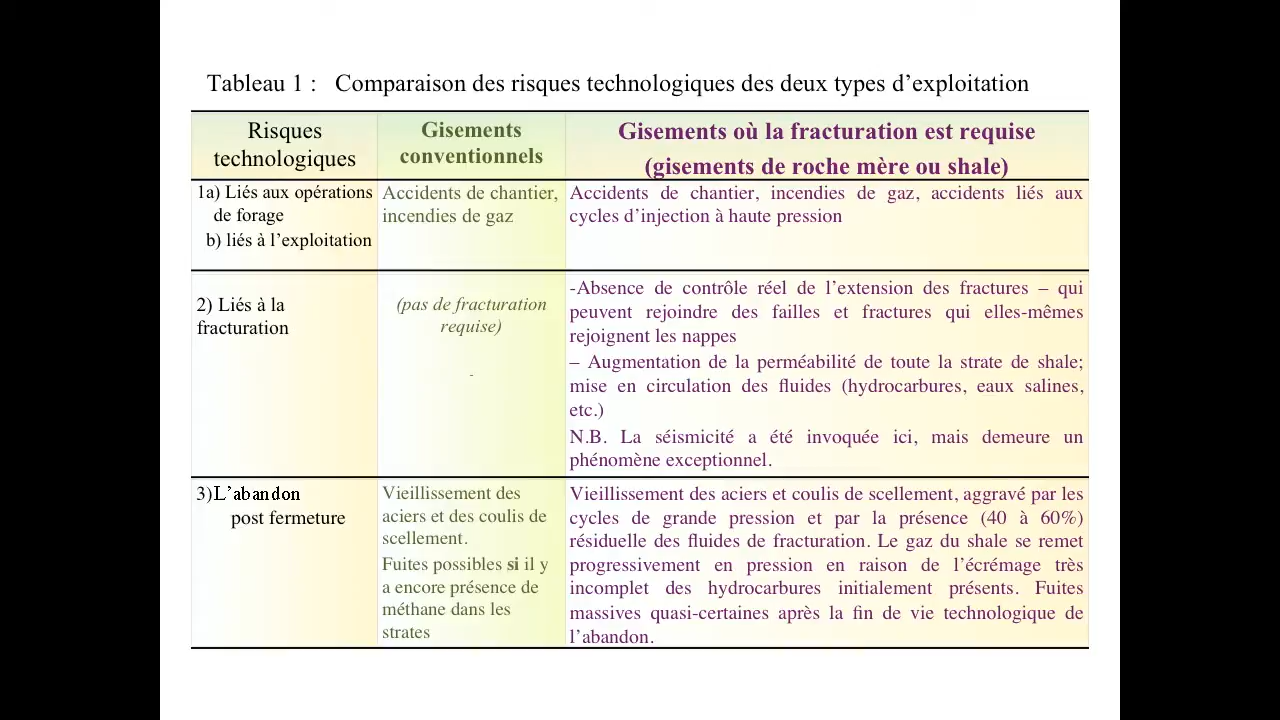 Tableau 1 : Comparaison des risques technologiques des deux types d’exploitation
Risques
technologiques
Gisements
conventionnels
Gisements où la fracturation est requise
(gisements de roche mère ou shale)
1a) Liés aux opérations
de forage
b) liés à l’exploitation
Accidents de chantier,
incendies de gaz
Accidents de chantier, incendies de gaz, accidents liés aux
cycles d’injection à haute pression
2) Liés à la
fracturation
(pas de fracturation
requise)
-
-Absence de contrôle réel de l’extension des fractures – qui
peuvent rejoindre des failles et fractures qui elles-mêmes
rejoignent les nappes
– Augmentation de la perméabilité de toute la strate de shale;
mise en circulation des fluides (hydrocarbures, eaux salines,
etc.)
N.B. La séismicité a été invoquée ici, mais demeure un
phénomène exceptionnel.
3)L’abandon
post fermeture
Vieillissement des
aciers et des coulis de
scellement.
Fuites possibles si il y
a encore présence de
méthane dans les
strates
Vieillissement des aciers et coulis de scellement, aggravé par les
cycles de grande pression et par la présence (40 à 60%)
résiduelle des fluides de fracturation. Le gaz du shale se remet
progressivement en pression en raison de l’écrémage très
incomplet des hydrocarbures initialement présents. Fuites
massives quasi-certaines après la fin de vie technologique de
l’abandon.